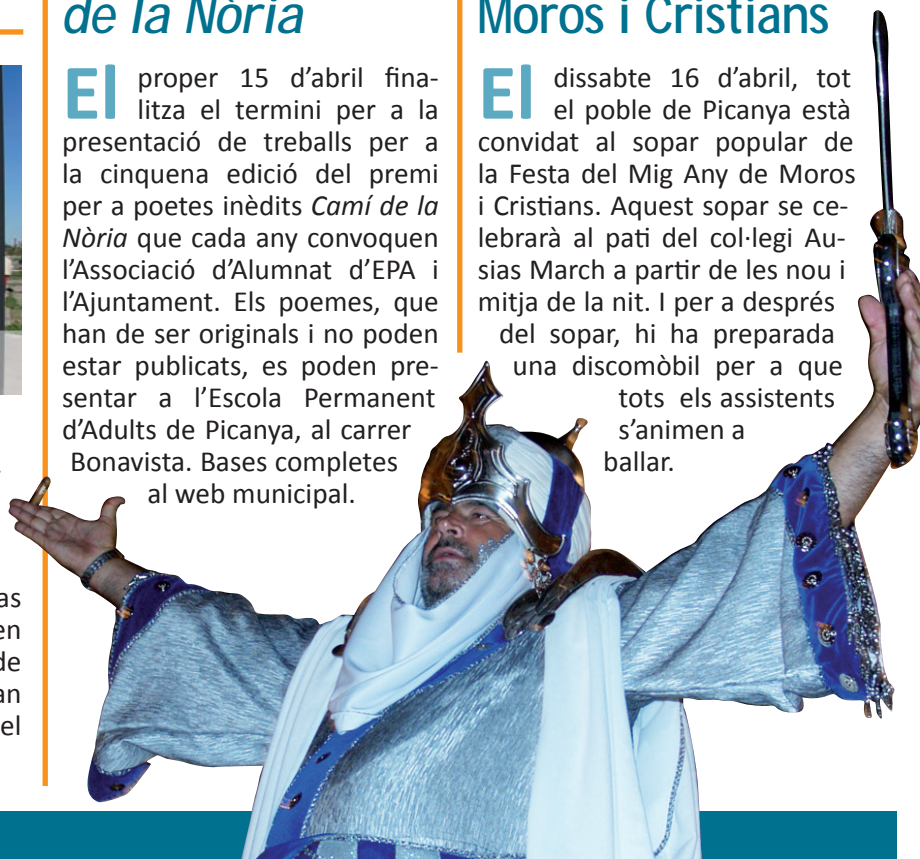 de la Nòria
El proper 15 d'abril fina-
litza el termini per a la
presentació de treballs per a
la cinquena edició del premi
per a poetes inèdits Camí de la
Nòria que cada any convoquen
l'Associació d'Alumnat d'EPA i
l'Ajuntament. Els poemes, que
han de ser originals i no poden
estar publicats, es poden pre-
sentar a l'Escola Permanent
d'Adults de Picanya, al carrer
Bonavista. Bases completes
al web municipal.
Moros i Cristians
El dissabte 16 d'abril, tot
el poble de Picanya està
convidat al sopar popular de
la Festa del Mig Any de Moros
i Cristians. Aquest sopar se ce-
lebrarà al pati del col·legi Au-
sias March a partir de les nou i
mitja de la nit. I per a després
del sopar, hi ha preparada
una discomòbil per a que
tots els assistents
s'animen a
ballar.
as
en
de
an
el